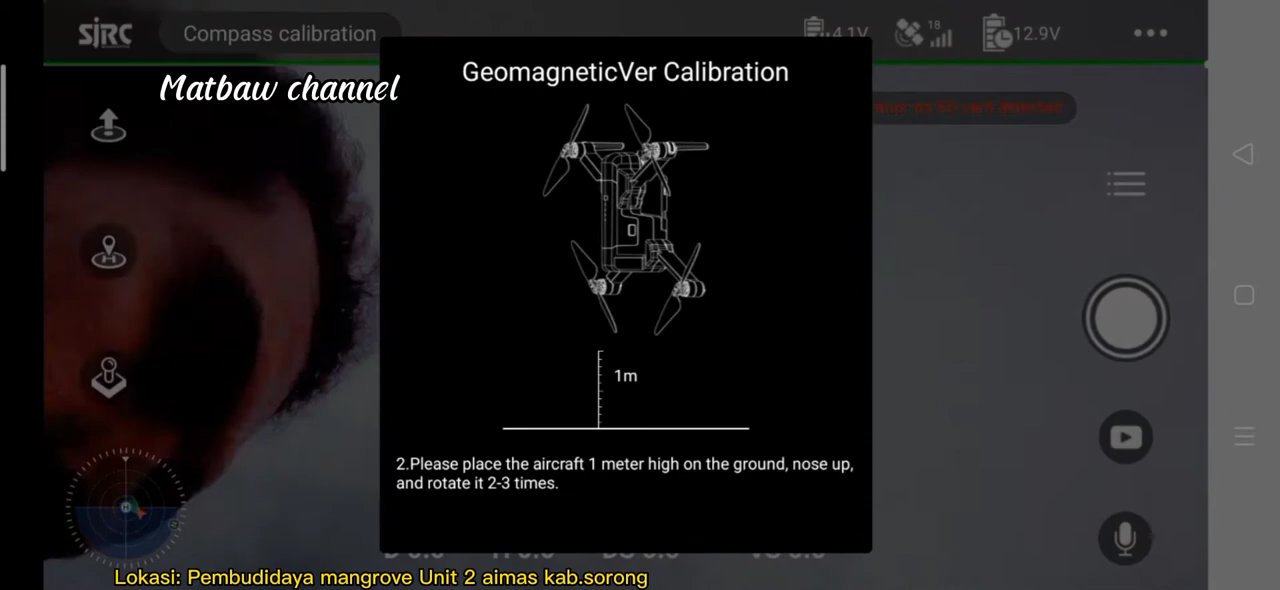 SJRC
Compass calibration
4.1V
18
12.9V
Matbaw channel
GeomagneticVer Calibration
1m
2.Please place the aircraft 1 meter high on the ground, nose up,
and rotate it 2-3 times.
Lokasi: Pembudidaya mangrove Unit 2 aimas kab.sorong